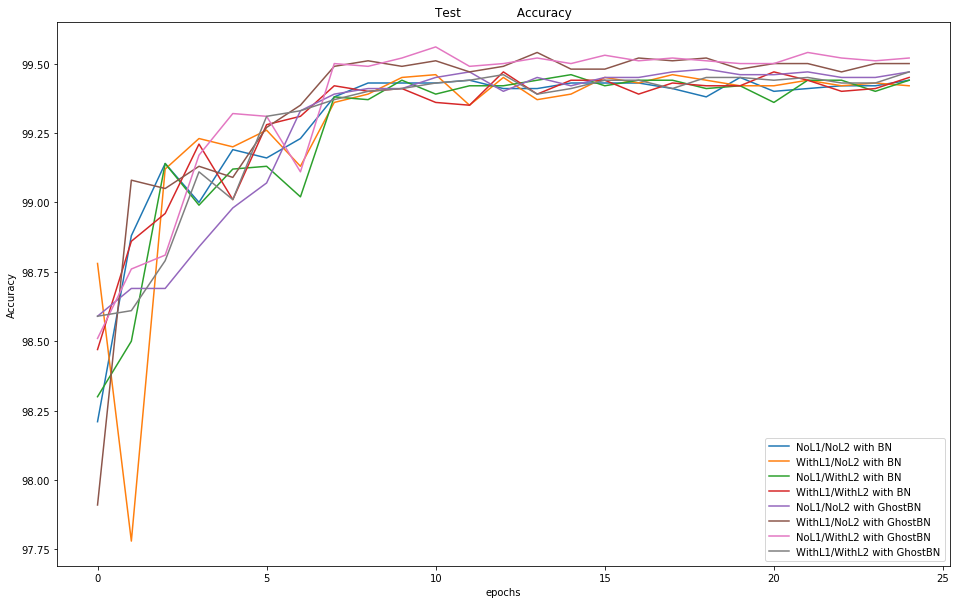 Test Accuracy
99.50
99.25
99.00
98.75
98.50
98.25
98.00
97.75
Accuracy
0 5 10 15 20 25
epochs
NoL1/NoL2 with BN
WithL1/NoL2 with BN
NoL1/WithL2 with BN
WithL1/WithL2 with BN
NoL1/NoL2 with GhostBN
WithL1/NoL2 with GhostBN
NoL1/WithL2 with GhostBN
WithL1/WithL2 with GhostBN